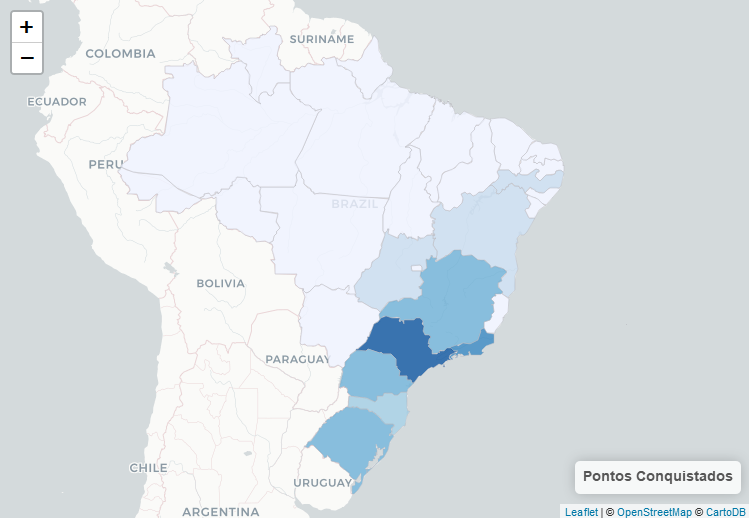 +
−
SURINAME
COLOMBIA
ECUADOR
PERU
BRAZIL
BOLIVIA
PARAGUAY
CHILE
URUGUAY
ARGENTINA
Pontos Conquistados
Leaflet | © OpenStreetMap © CartoDB